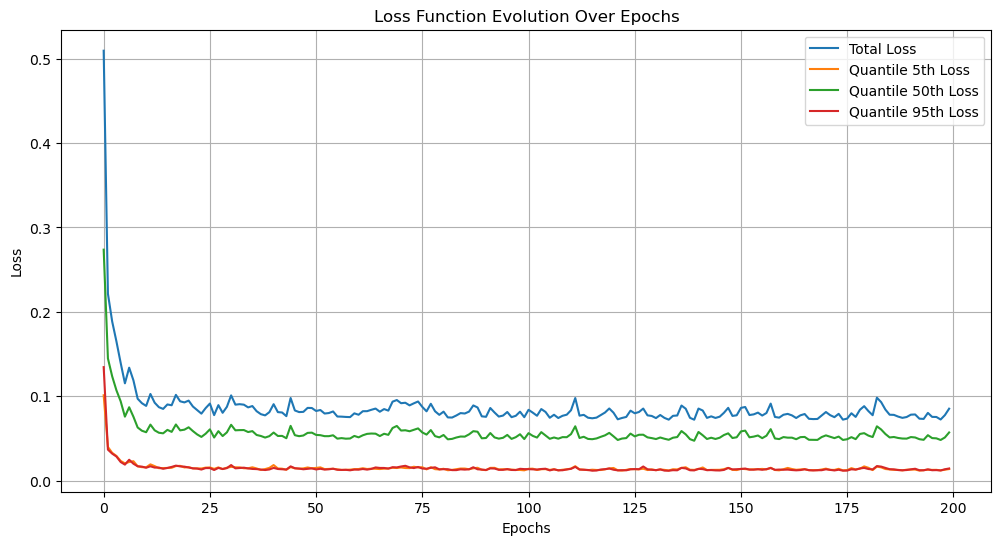 Loss Function Evolution Over Epochs
Total Loss
Quantile 5th Loss
Quantile 50th Loss
Quantile 95th Loss
Loss
0.5
0.4
0.3
0.2
0.1
0.0
0 25 50 75 100 125 150 175 200
Epochs